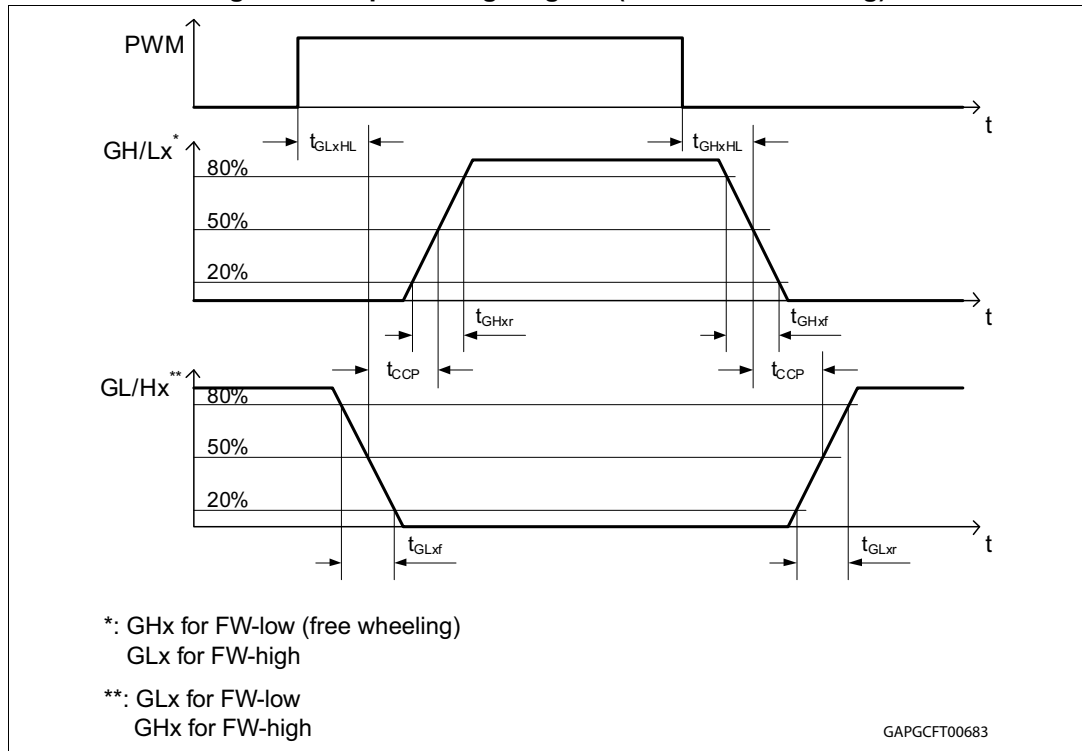 PWM
t
t_GLxHL
t_GHxHL
GH/Lx*
80%
50%
20%
t
t_GHxr
t_GHxf
t_CCP
t_CCP
GL/Hx**
80%
50%
20%
t
t_GLxf
t_GLxr
*: GHx for FW-low (free wheeling)
GLx for FW-high
**: GLx for FW-low
GHx for FW-high
GAPGCFT00683